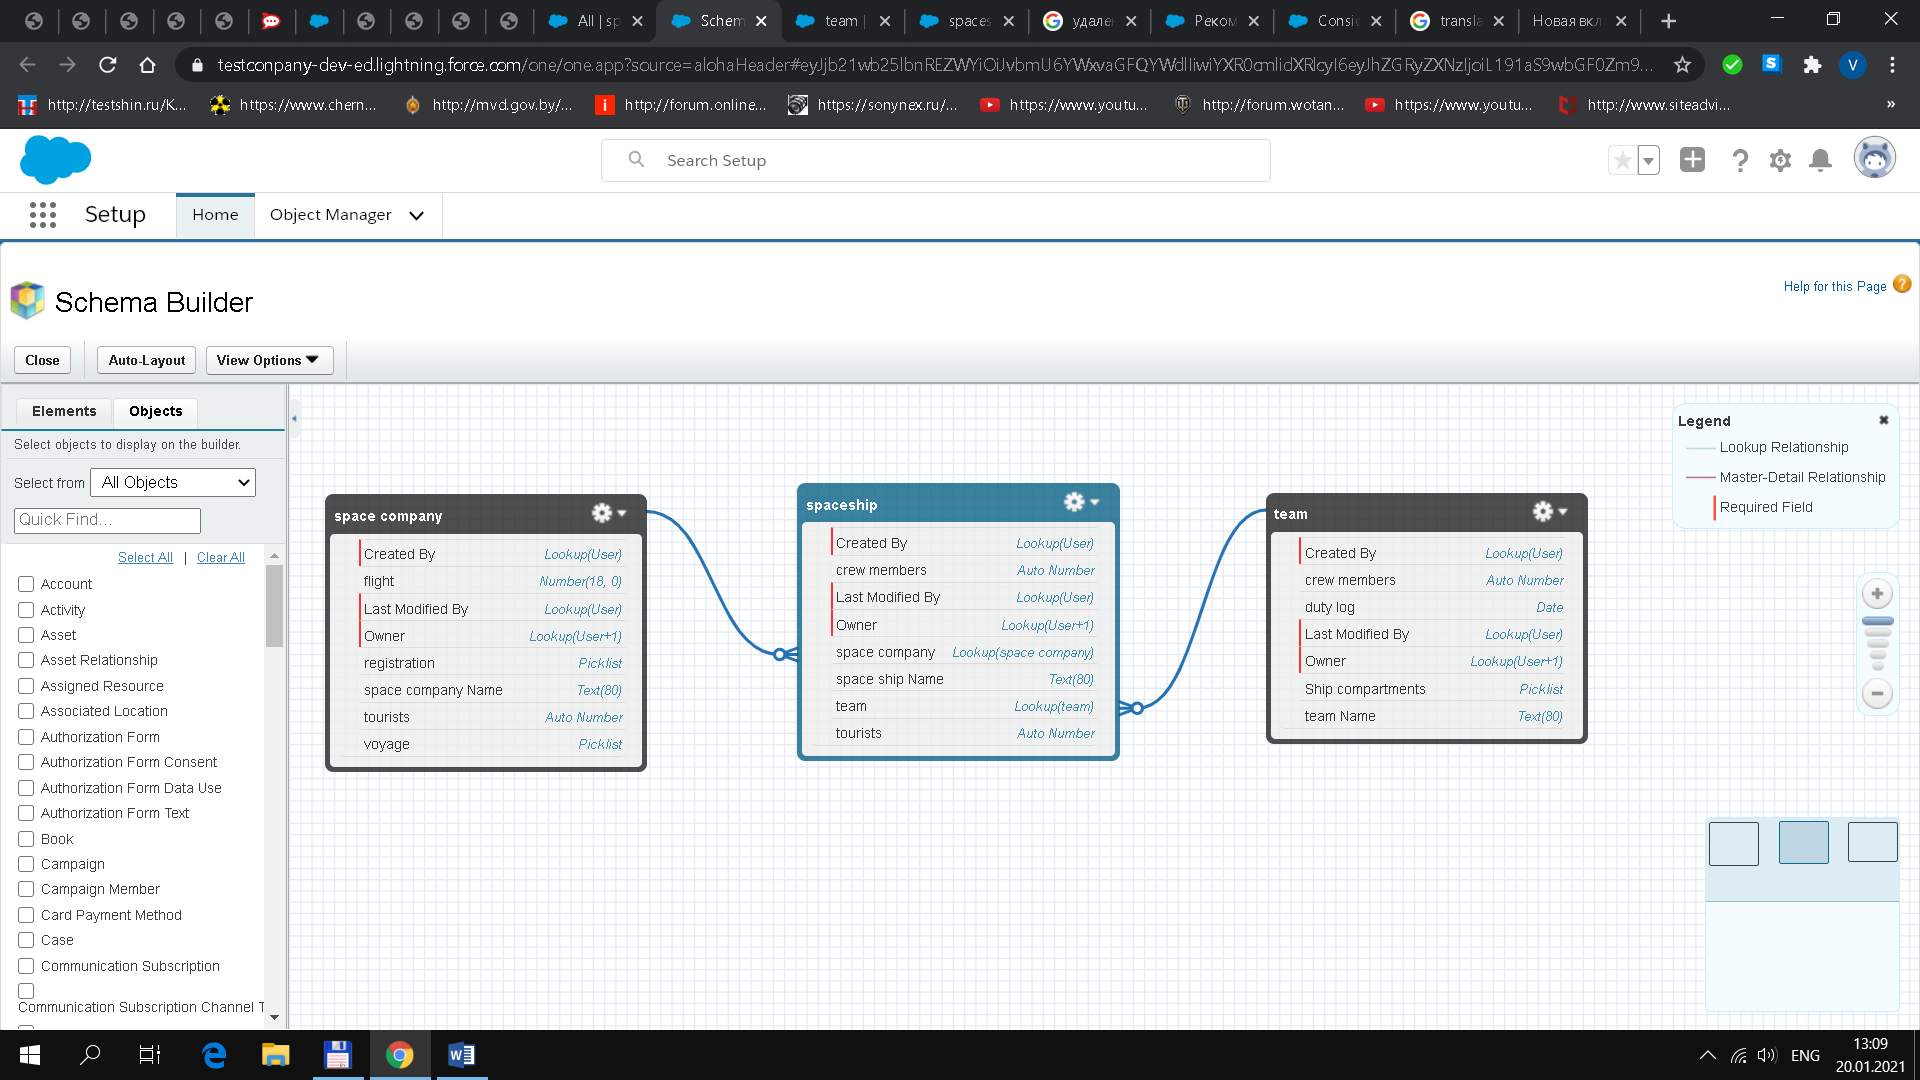 All | sp
Schem
team |
spaces
удален
Реком
Consid
transla
Новая вкл
testconpany-dev-ed.lightning.force.com/one/one.app?source=alohaHeader
http://testshin.ru/K...
https://www.chern...
http://mvd.gov.by/...
http://forum.online...
https://sonynex.ru/...
https://www.youtu...
http://forum.wotan...
https://www.youtu...
http://www.siteadvi...
»
V
Search Setup
Setup
Home
Object Manager
Schema Builder
Help for this Page
Close
Auto-Layout
View Options
Elements
Objects
Select objects to display on the builder.
Select from
All Objects
Quick Find...
Select All | Clear All
Account
Activity
Asset
Asset Relationship
Assigned Resource
Associated Location
Authorization Form
Authorization Form Consent
Authorization Form Data Use
Authorization Form Text
Book
Campaign
Campaign Member
Card Payment Method
Case
Communication Subscription
Communication Subscription Channel T
space company
Created By Lookup(User)
flight Number(18, 0)
Last Modified By Lookup(User)
Owner Lookup(User+1)
registration Picklist
space company Name Text(80)
tourists Auto Number
voyage Picklist
spaceship
Created By Lookup(User)
crew members Auto Number
Last Modified By Lookup(User)
Owner Lookup(User+1)
space company Lookup(space company)
space ship Name Text(80)
team Lookup(team)
tourists Auto Number
team
Created By Lookup(User)
crew members Auto Number
duty log Date
Last Modified By Lookup(User)
Owner Lookup(User+1)
Ship compartments Picklist
team Name Text(80)
Legend
Lookup Relationship
Master-Detail Relationship
Required Field
ENG
13:09
20.01.2021